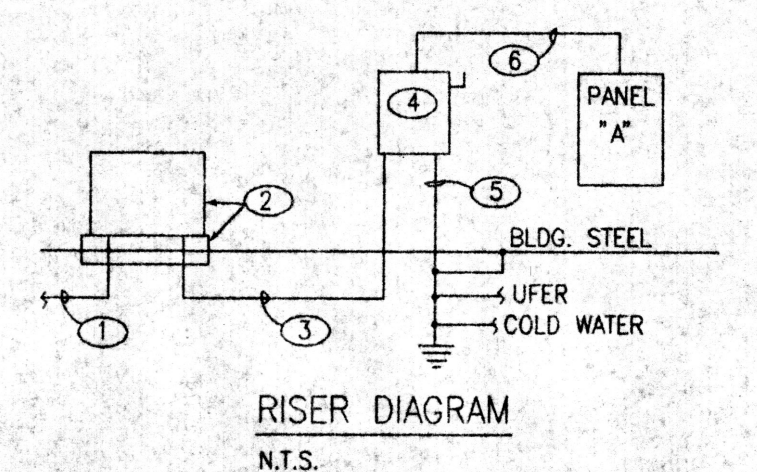 6
4
PANEL
"A"
5
2
BLDG. STEEL
UFER
COLD WATER
1
3
RISER DIAGRAM
N.T.S.